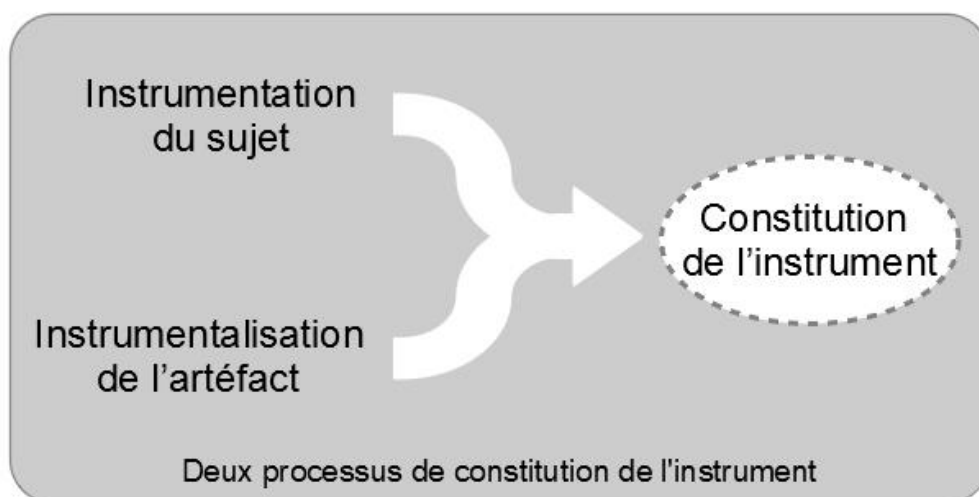 Instrumentation
du sujet
Instrumentalisation
de l’artéfact
Constitution
de l’instrument
Deux processus de constitution de l'instrument